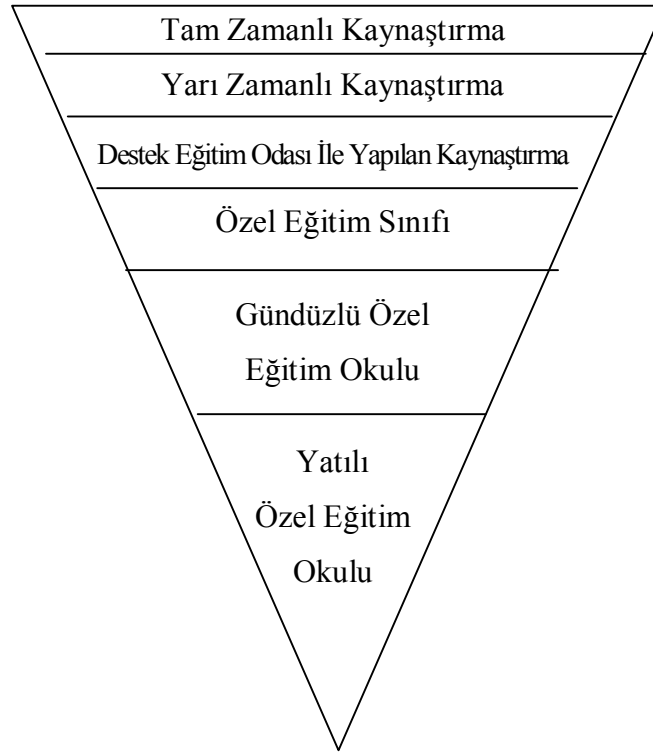 Tam Zamanlı Kaynaştırma
Yarı Zamanlı Kaynaştırma
Destek Eğitim Odası İle Yapılan Kaynaştırma
Özel Eğitim Sınıfı
Gündüzlü Özel
Eğitim Okulu
Yatılı
Özel Eğitim
Okulu